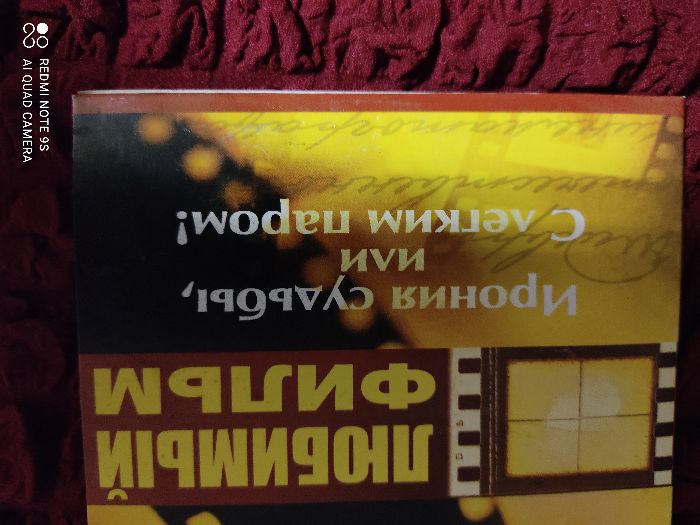 ЛЮБИМЫЙ
ФИЛЬМ
Ирония судьбы,
или
С легким паром!
REDMI NOTE 9S
AI QUAD CAMERA